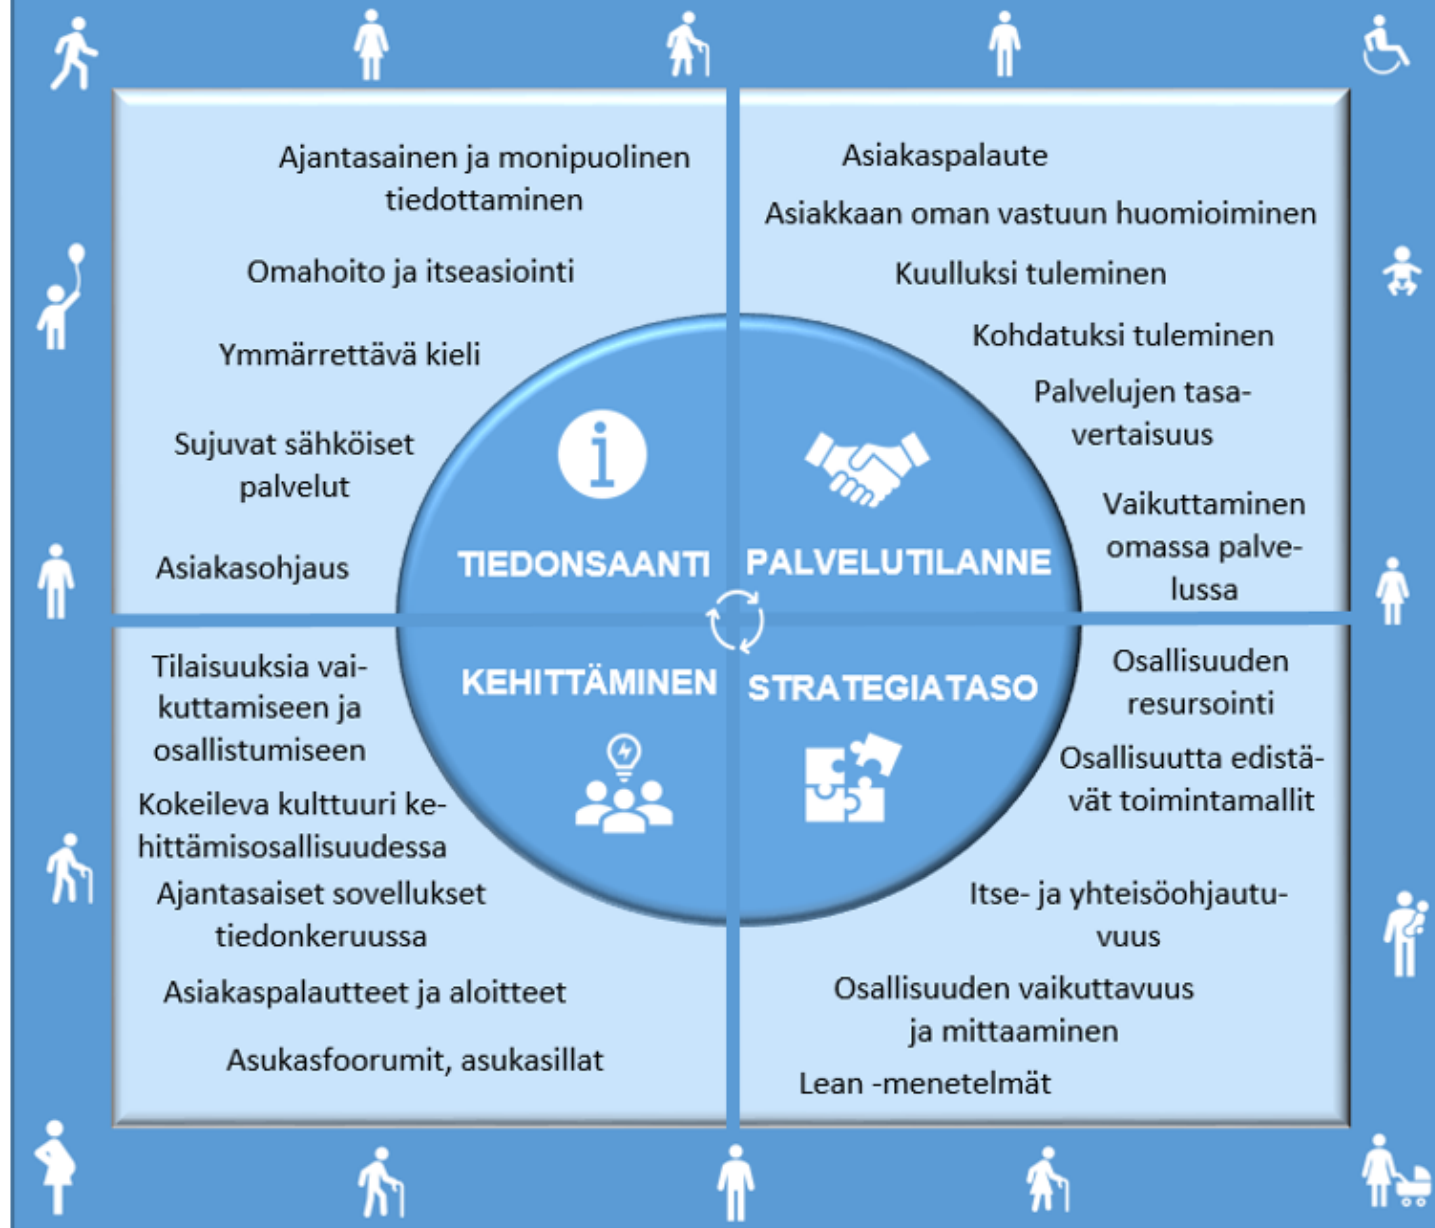 Ajantasainen ja monipuolinen
tiedottaminen
Omahoito ja itseasiointi
Ymmärrettävä kieli
Sujuvat sähköiset
palvelut
Asiakasohjaus
TIEDONSAANTI
Asiakaspalaute
Asiakkaan oman vastuun huomioiminen
Kuulluksi tuleminen
Kohdatuksi tuleminen
Palvelujen tasa-
vertaisuus
Vaikuttaminen
omassa palve-
lussa
PALVELUTILANNE
Tilaisuuksia vai-
kuttamiseen ja
osallistumiseen
Kokeileva kulttuuri ke-
hittämisosallisuudessa
Ajantasaiset sovellukset
tiedonkeruussa
Asiakaspalautteet ja aloitteet
Asukasfoorumit, asukasillat
KEHITTÄMINEN
STRATEGIATASO
Osallisuuden
resursointi
Osallisuutta edistä-
vät toimintamallit
Itse- ja yhteisöohjautu-
vuus
Osallisuuden vaikuttavuus
ja mittaaminen
Lean -menetelmät